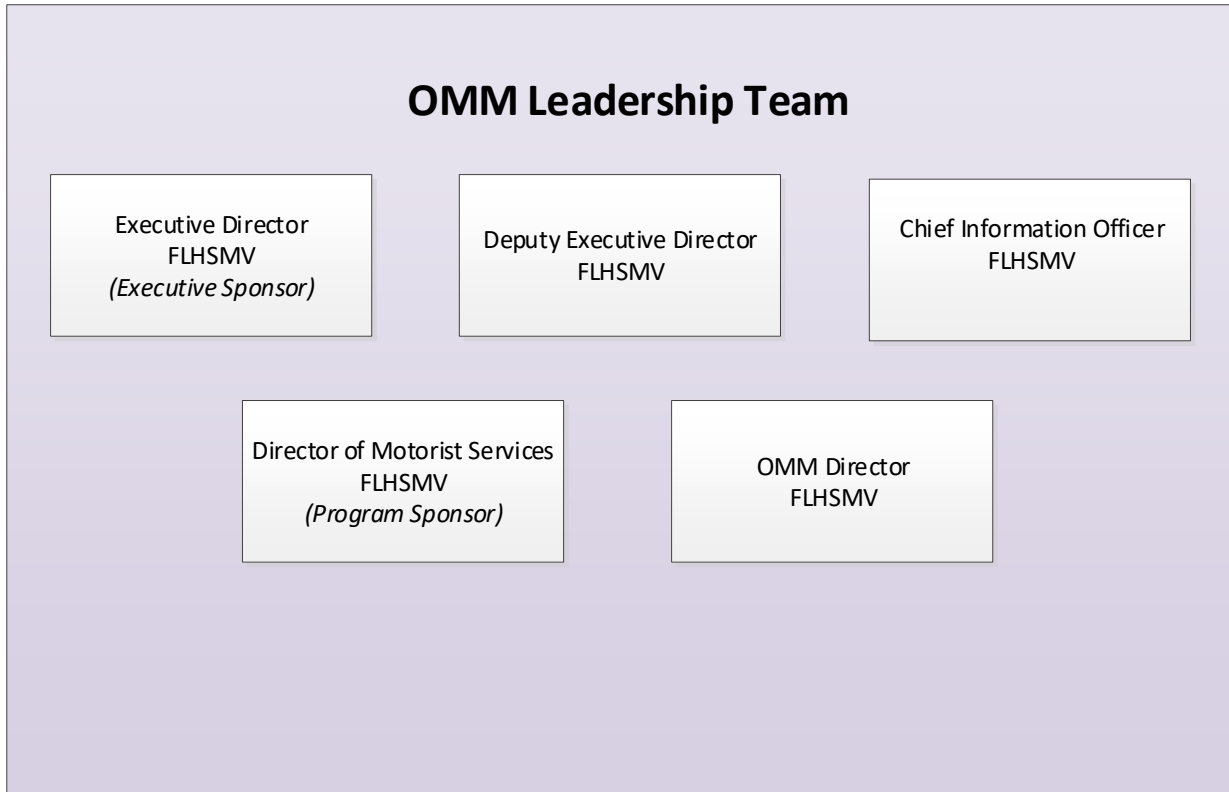 OMM Leadership Team
Executive Director
FLHSMV
(Executive Sponsor)
Deputy Executive Director
FLHSMV
Chief Information Officer
FLHSMV
Director of Motorist Services
FLHSMV
(Program Sponsor)
OMM Director
FLHSMV